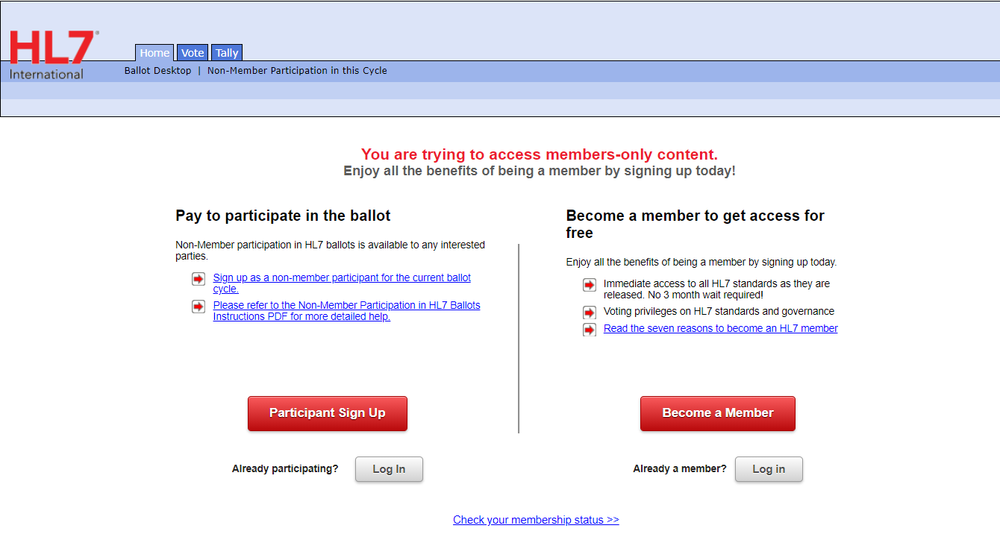 HL7®
International
Home Vote Tally
Ballot Desktop | Non-Member Participation in this Cycle
You are trying to access members-only content.
Enjoy all the benefits of being a member by signing up today!
Pay to participate in the ballot
Non-Member participation in HL7 ballots is available to any interested
parties.
Sign up as a non-member participant for the current ballot
cycle.
Please refer to the Non-Member Participation in HL7 Ballots
Instructions PDF for more detailed help.
Participant Sign Up
Already participating? Log In
Become a member to get access for
free
Enjoy all the benefits of being a member by signing up today.
Immediate access to all HL7 standards as they are
released. No 3 month wait required!
Voting privileges on HL7 standards and governance
Read the seven reasons to become an HL7 member
Become a Member
Already a member? Log in
Check your membership status >>